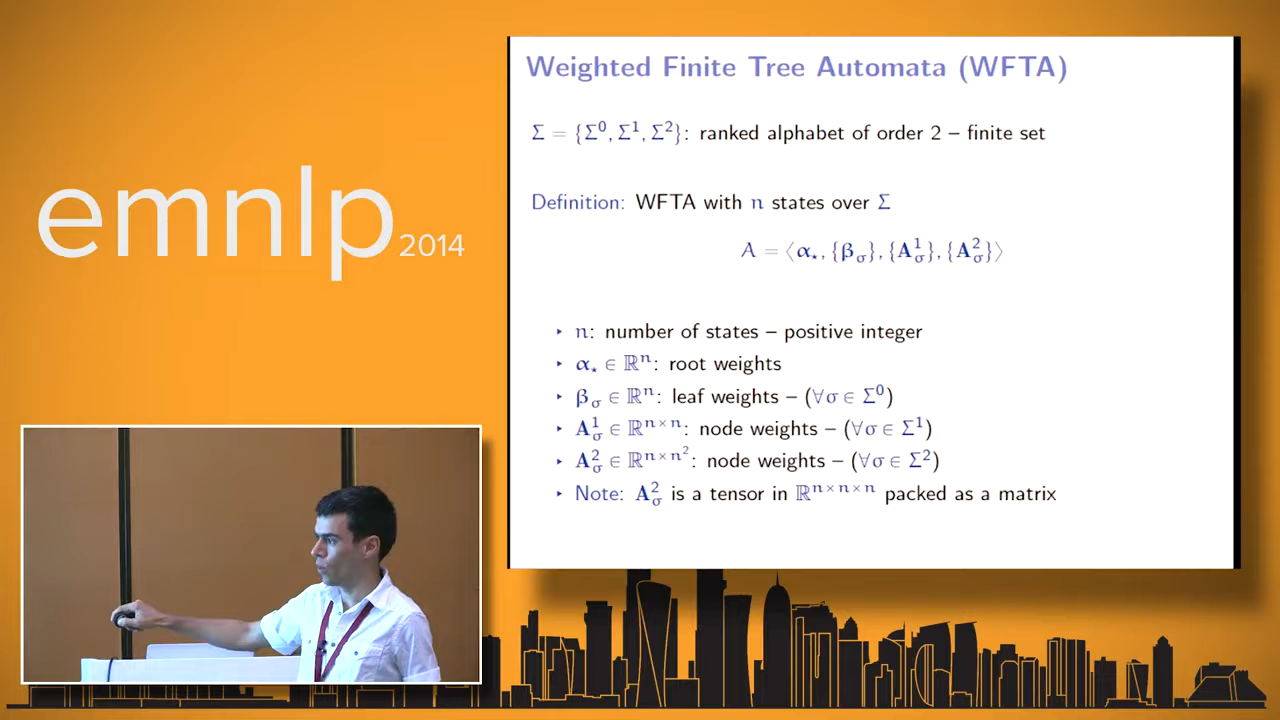 emnlp 2014
Weighted Finite Tree Automata (WFTA)
Σ = {Σ⁰, Σ¹, Σ²}: ranked alphabet of order 2 – finite set
Definition: WFTA with n states over Σ
A = ⟨α⋆, {β_σ}, {A¹_σ}, {A²_σ}⟩
‣ n: number of states – positive integer
‣ α⋆ ∈ ℝⁿ: root weights
‣ β_σ ∈ ℝⁿ: leaf weights – (∀σ ∈ Σ⁰)
‣ A¹_σ ∈ ℝ^{n×n}: node weights – (∀σ ∈ Σ¹)
‣ A²_σ ∈ ℝ^{n×n²}: node weights – (∀σ ∈ Σ²)
‣ Note: A²_σ is a tensor in ℝ^{n×n×n} packed as a matrix